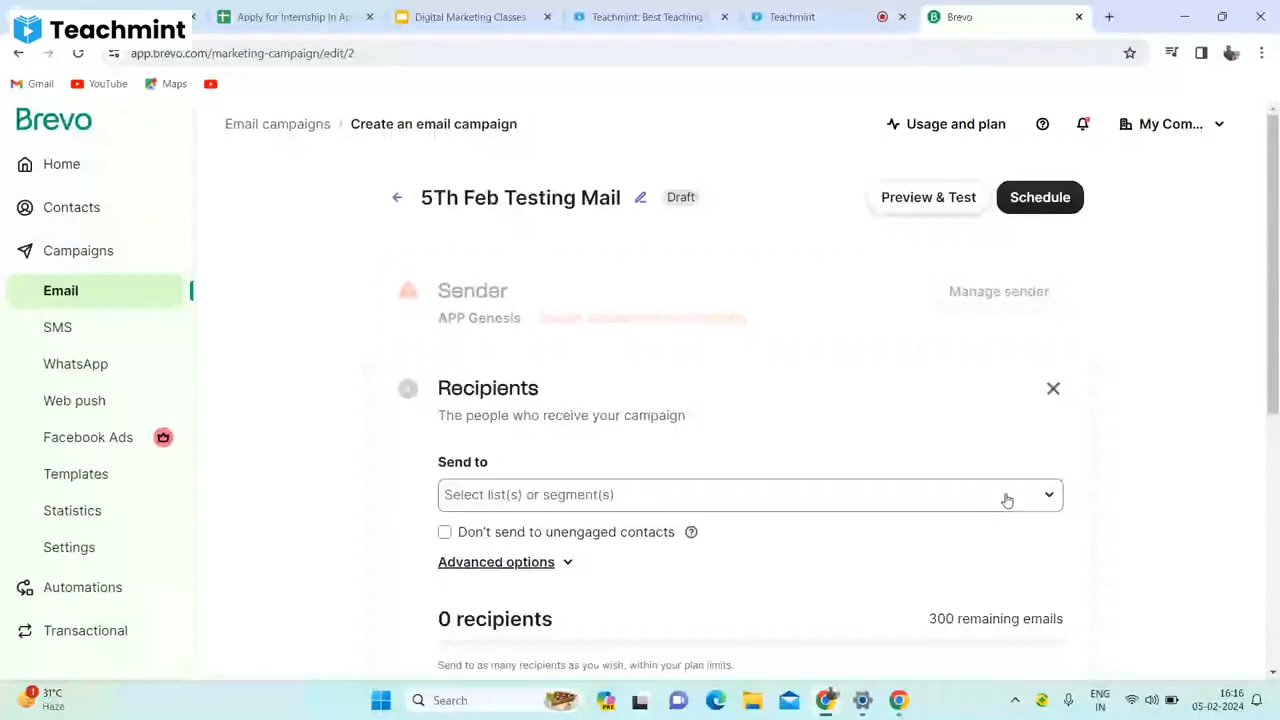 Teachmint
Apply for Internship In Ap
Digital Marketing Classes
Teachmint: Best Teaching
Teachmint
Brevo
app.brevo.com/marketing-campaign/edit/2
Gmail
YouTube
Maps
Brevo
Email campaigns / Create an email campaign
Usage and plan
My Com...
Home
Contacts
Campaigns
Email
SMS
WhatsApp
Web push
Facebook Ads
Templates
Statistics
Settings
Automations
Transactional
5Th Feb Testing Mail
Draft
Preview & Test
Schedule
Sender
Manage sender
APP Genesis
Recipients
The people who receive your campaign
Send to
Select list(s) or segment(s)
Don't send to unengaged contacts
Advanced options
0 recipients
300 remaining emails
Send to as many recipients as you wish, within your plan limits.
1
31°C
Haze
Search
PRE
ENG
IN
16:16
05-02-2024